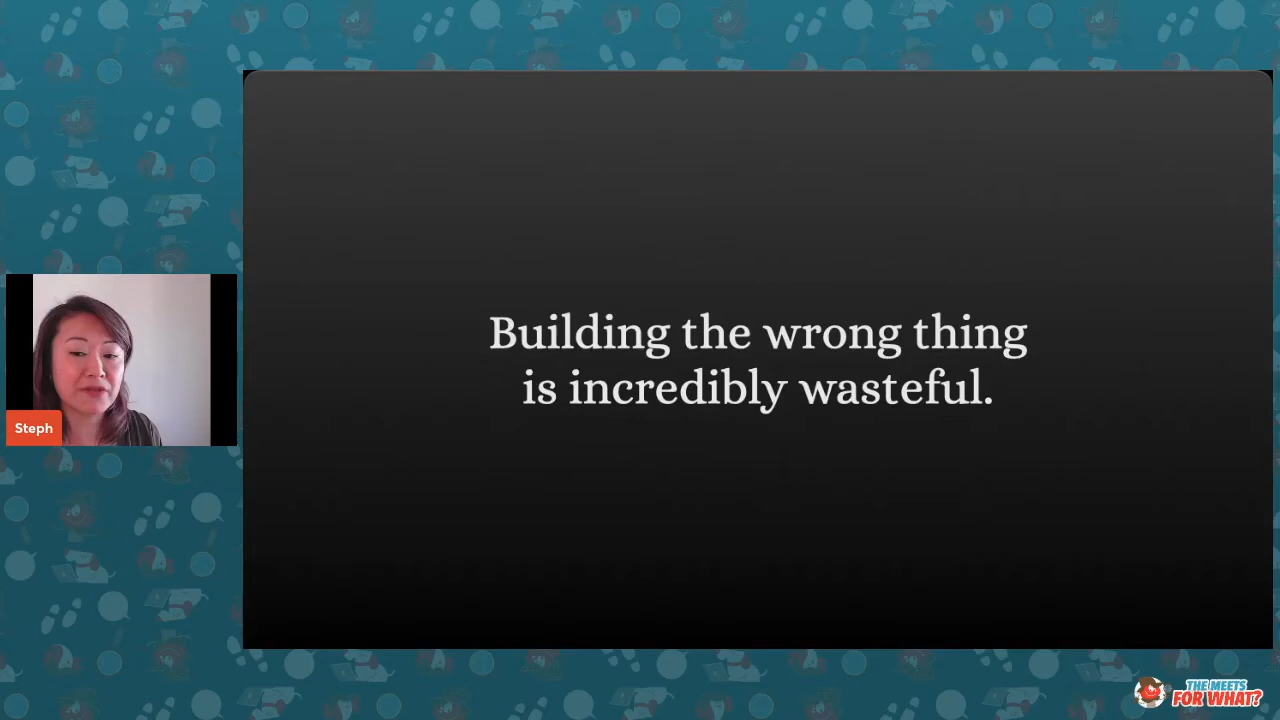 Building the wrong thing
is incredibly wasteful.
Steph
THE MEETS
FOR WHAT?